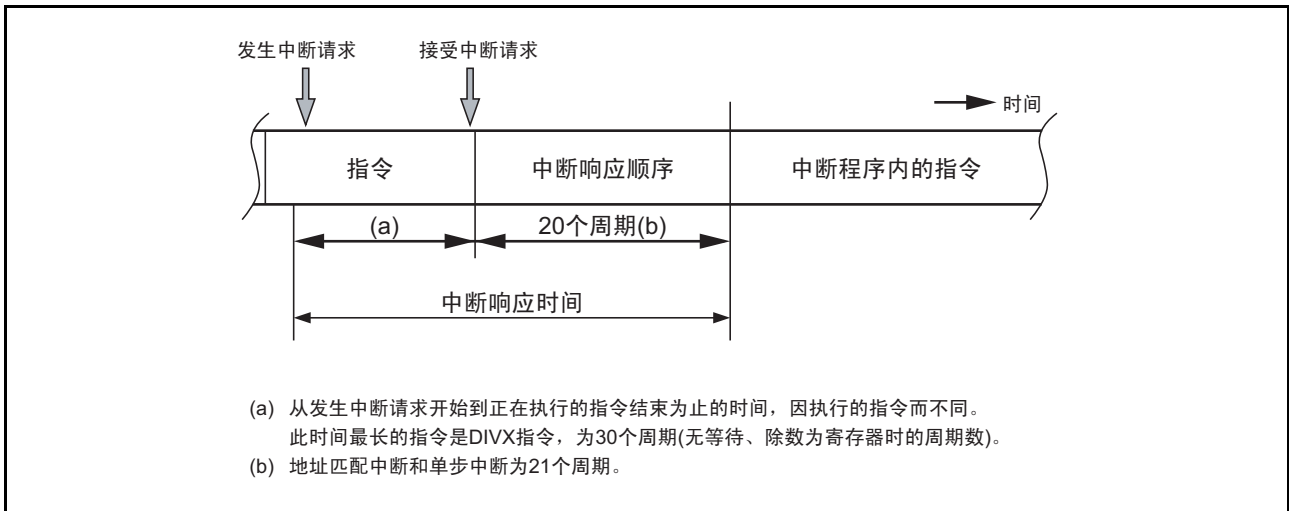 发生中断请求 接受中断请求
时间
指令 中断响应顺序 中断程序内的指令
(a) 20个周期(b)
中断响应时间
(a) 从发生中断请求开始到正在执行的指令结束为止的时间，因执行的指令而不同。
此时间最长的指令是DIVX指令，为30个周期(无等待、除数为寄存器时的周期数)。
(b) 地址匹配中断和单步中断为21个周期。